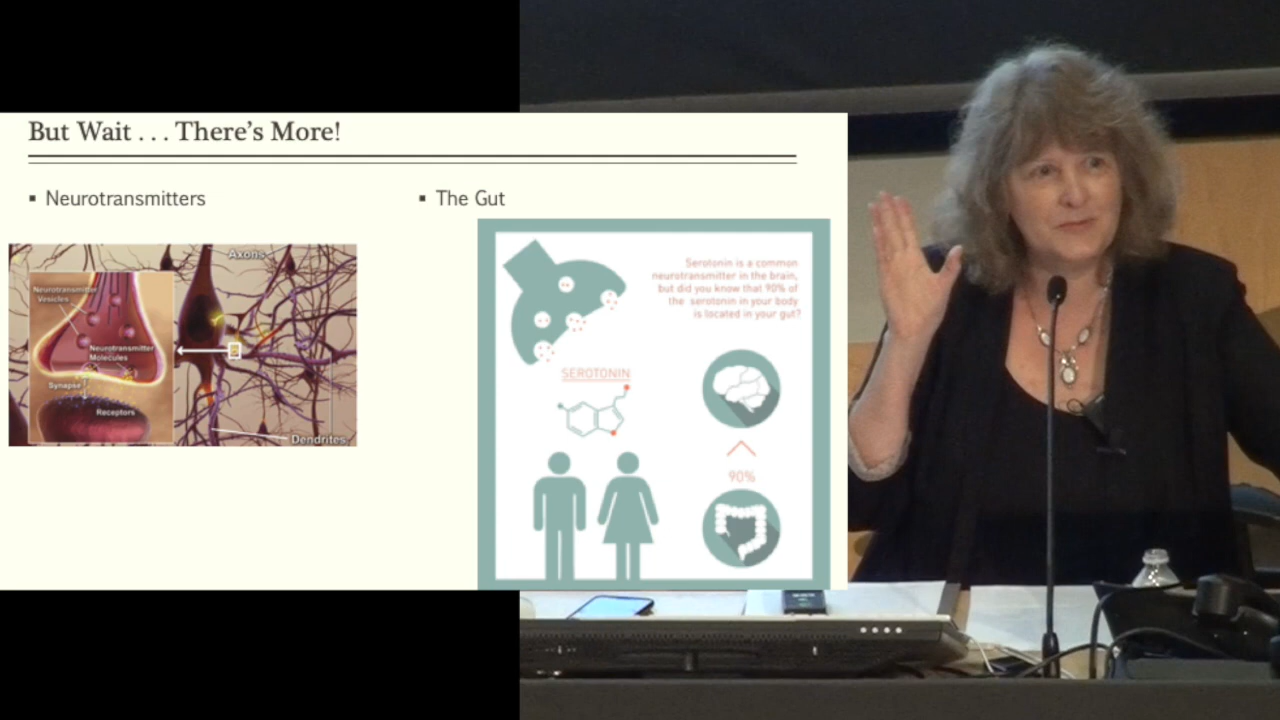 But Wait . . . There's More!
▪ Neurotransmitters
Axons
Neurotransmitter
Vesicles
Neurotransmitter
Molecules
Synapse
Receptors
Dendrites
▪ The Gut
Serotonin is a common
neurotransmitter in the brain,
but did you know that 90% of
the serotonin in your body
is located in your gut?
SEROTONIN
90%